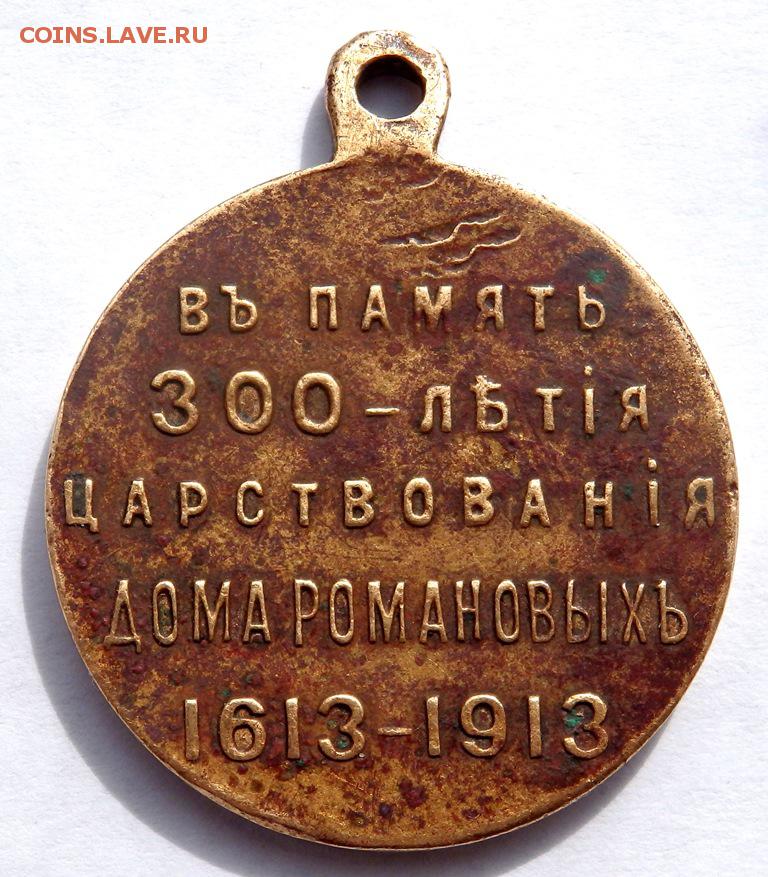 COINS.LAVE.RU
ВЪ ПАМЯТЬ
300-ЛѢТІЯ
ЦАРСТВОВАНІЯ
ДОМА РОМАНОВЫХЪ
1613-1913